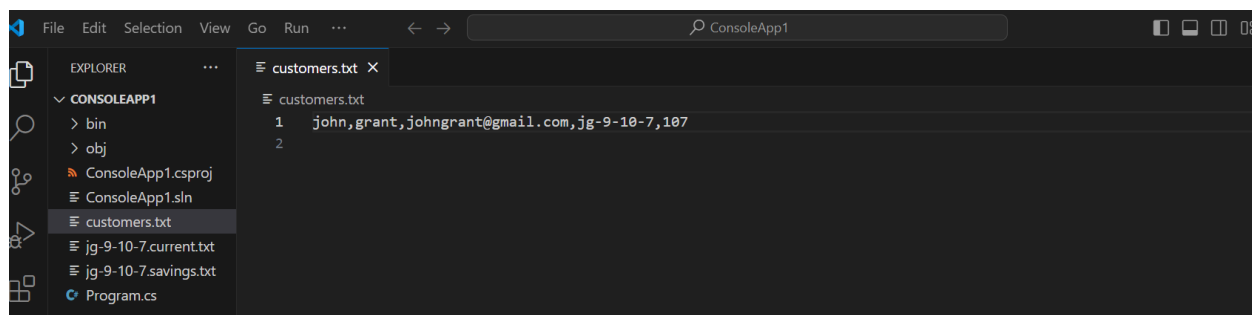 File Edit Selection View Go Run ··· ← → ConsoleApp1
EXPLORER ···
CONSOLEAPP1
> bin
> obj
ConsoleApp1.csproj
ConsoleApp1.sln
customers.txt
jg-9-10-7.current.txt
jg-9-10-7.savings.txt
C# Program.cs
customers.txt ×
customers.txt
1 john,grant,johngrant@gmail.com,jg-9-10-7,107
2